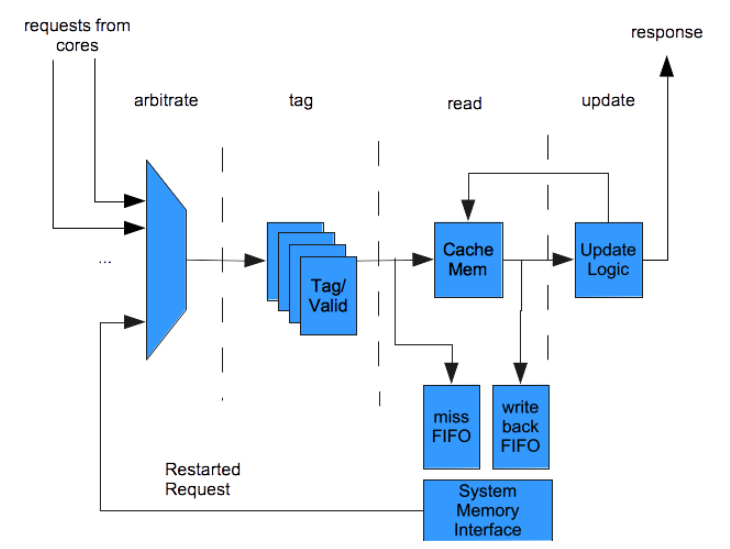 requests from
cores
response
arbitrate
tag
read
update
...
Cache
Mem
Update
Logic
Tag/
Valid
miss
FIFO
write
back
FIFO
Restarted
Request
System
Memory
Interface